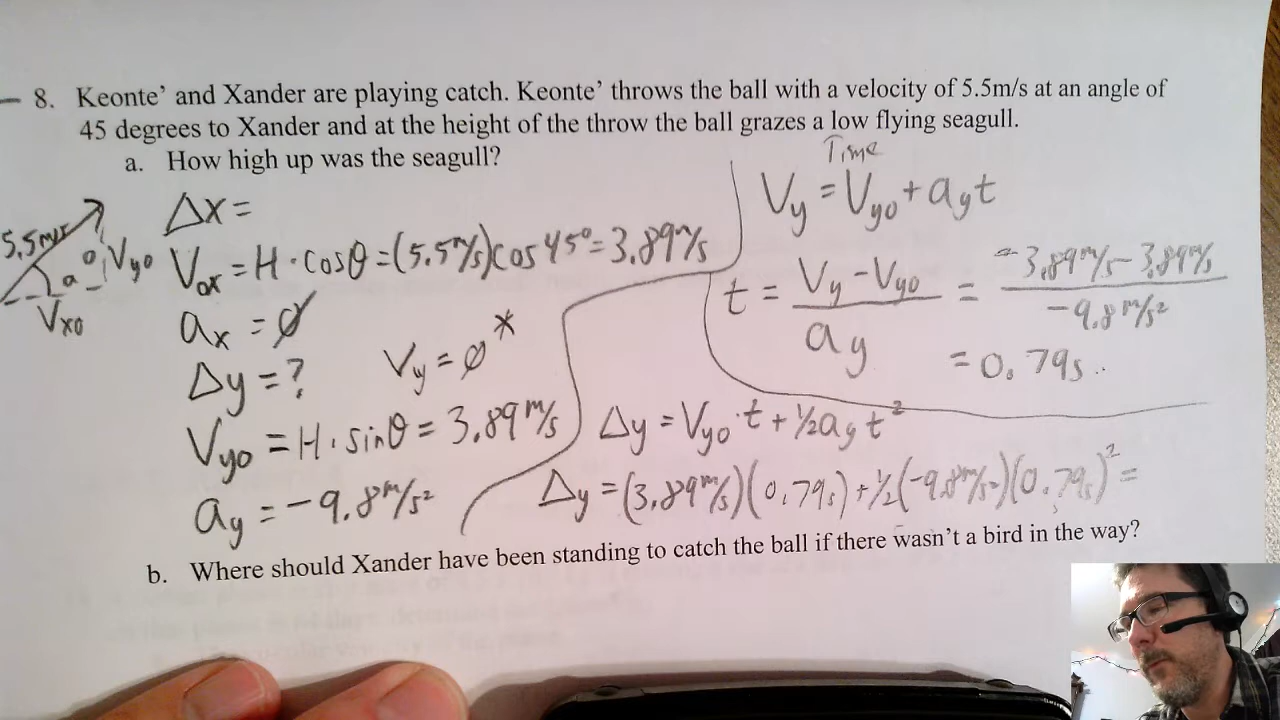 8. Keonte’ and Xander are playing catch. Keonte’ throws the ball with a velocity of 5.5m/s at an angle of
45 degrees to Xander and at the height of the throw the ball grazes a low flying seagull.
a. How high up was the seagull?
5.5m/s
a
o
Vyo
Vxo
Δx =
Vox = H · cosθ = (5.5m/s)cos 45° = 3.89m/s
ax = ∅
Δy = ?
Vy = ∅*
Vyo = H · sinθ = 3.89m/s
ay = -9.8m/s²
Time
Vy = Vyo + ayt
t = (Vy - Vyo)/ay = (-3.89m/s - 3.89m/s)/(-9.8m/s²)
= 0.79s
Δy = Vyo · t + ½ayt²
Δy = (3.89m/s)(0.79s) + ½(-9.8m/s²)(0.79s)² =
b. Where should Xander have been standing to catch the ball if there wasn’t a bird in the way?